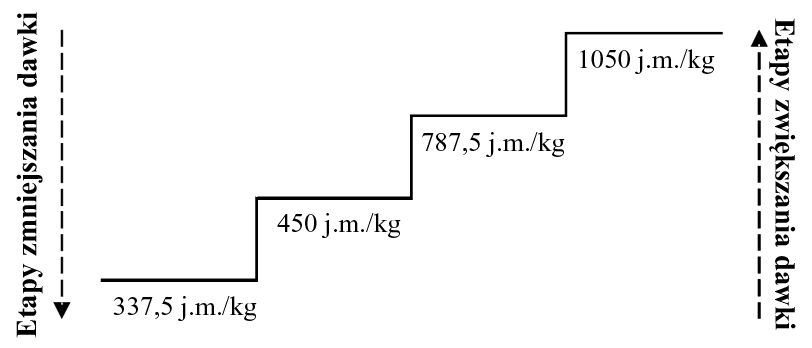 Etapy zmniejszania dawki
1050 j.m./kg
787,5 j.m./kg
450 j.m./kg
337,5 j.m./kg
Etapy zwiększania dawki